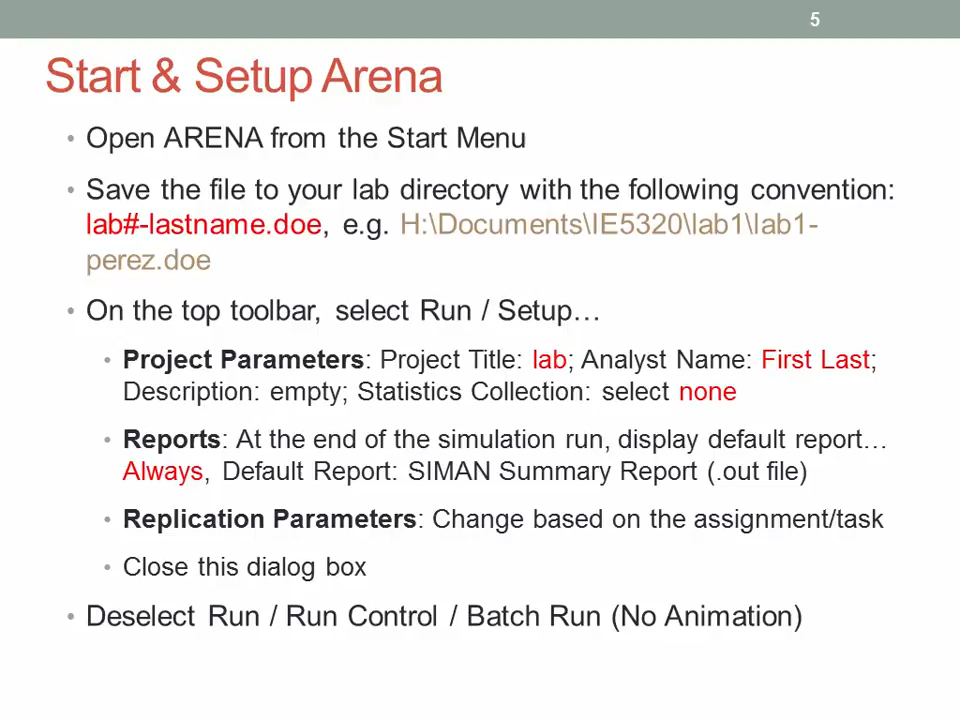 5
Start & Setup Arena
• Open ARENA from the Start Menu
• Save the file to your lab directory with the following convention:
lab#-lastname.doe, e.g. H:\Documents\IE5320\lab1\lab1-
perez.doe
• On the top toolbar, select Run / Setup…
• Project Parameters: Project Title: lab; Analyst Name: First Last;
Description: empty; Statistics Collection: select none
• Reports: At the end of the simulation run, display default report…
Always, Default Report: SIMAN Summary Report (.out file)
• Replication Parameters: Change based on the assignment/task
• Close this dialog box
• Deselect Run / Run Control / Batch Run (No Animation)